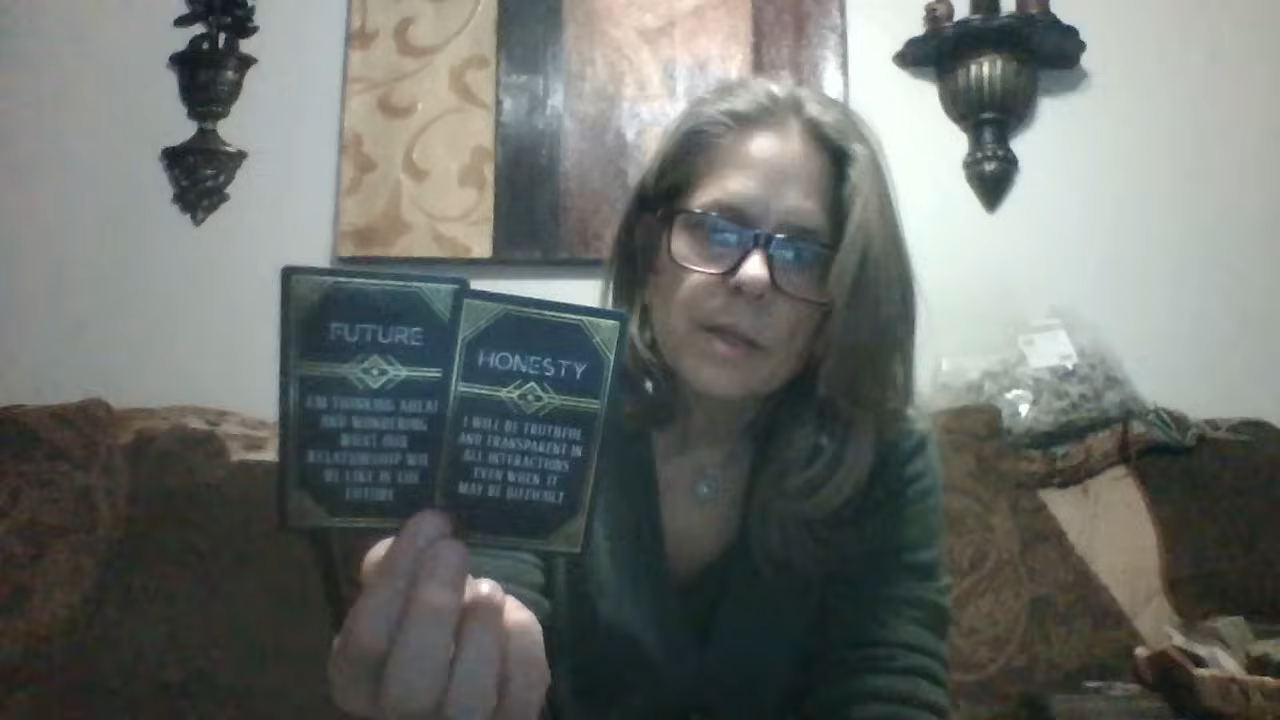 FUTURE
I AM THINKING AHEAD
AND WONDERING
WHAT OUR
RELATIONSHIP WILL
BE LIKE IN THE
FUTURE
HONESTY
I WILL BE TRUTHFUL
AND TRANSPARENT IN
ALL INTERACTIONS
EVEN WHEN IT
MAY BE DIFFICULT